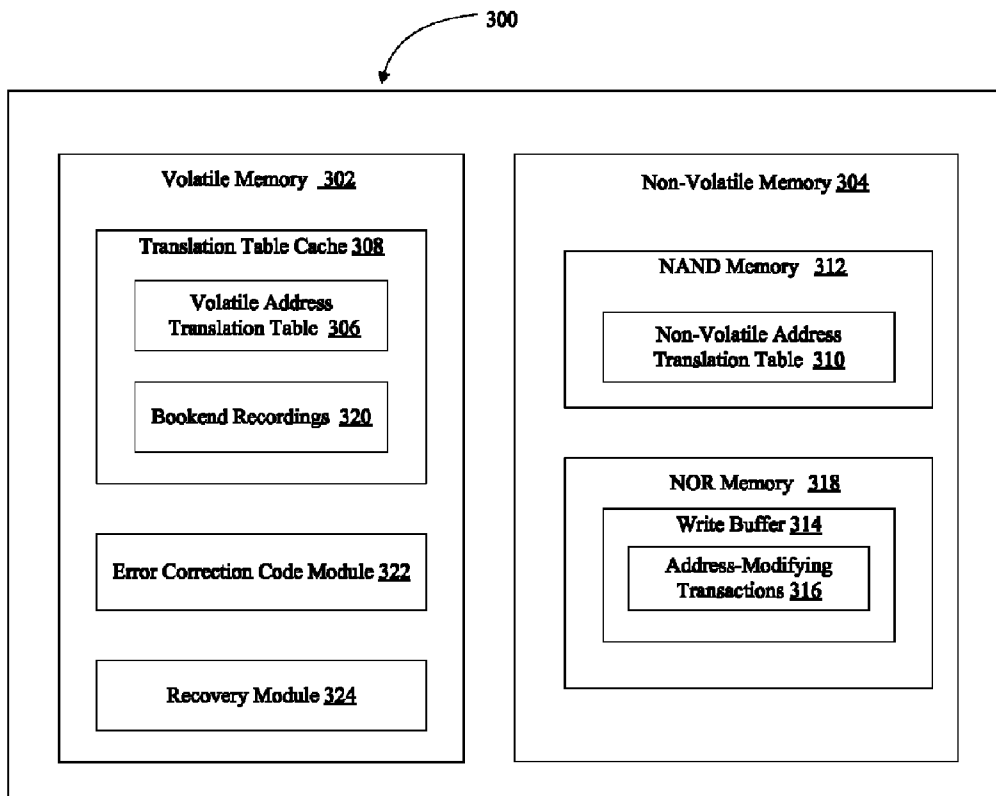 300
Volatile Memory 302
Translation Table Cache 308
Volatile Address
Translation Table 306
Bookend Recordings 320
Error Correction Code Module 322
Recovery Module 324
Non-Volatile Memory 304
NAND Memory 312
Non-Volatile Address
Translation Table 310
NOR Memory 318
Write Buffer 314
Address-Modifying
Transactions 316